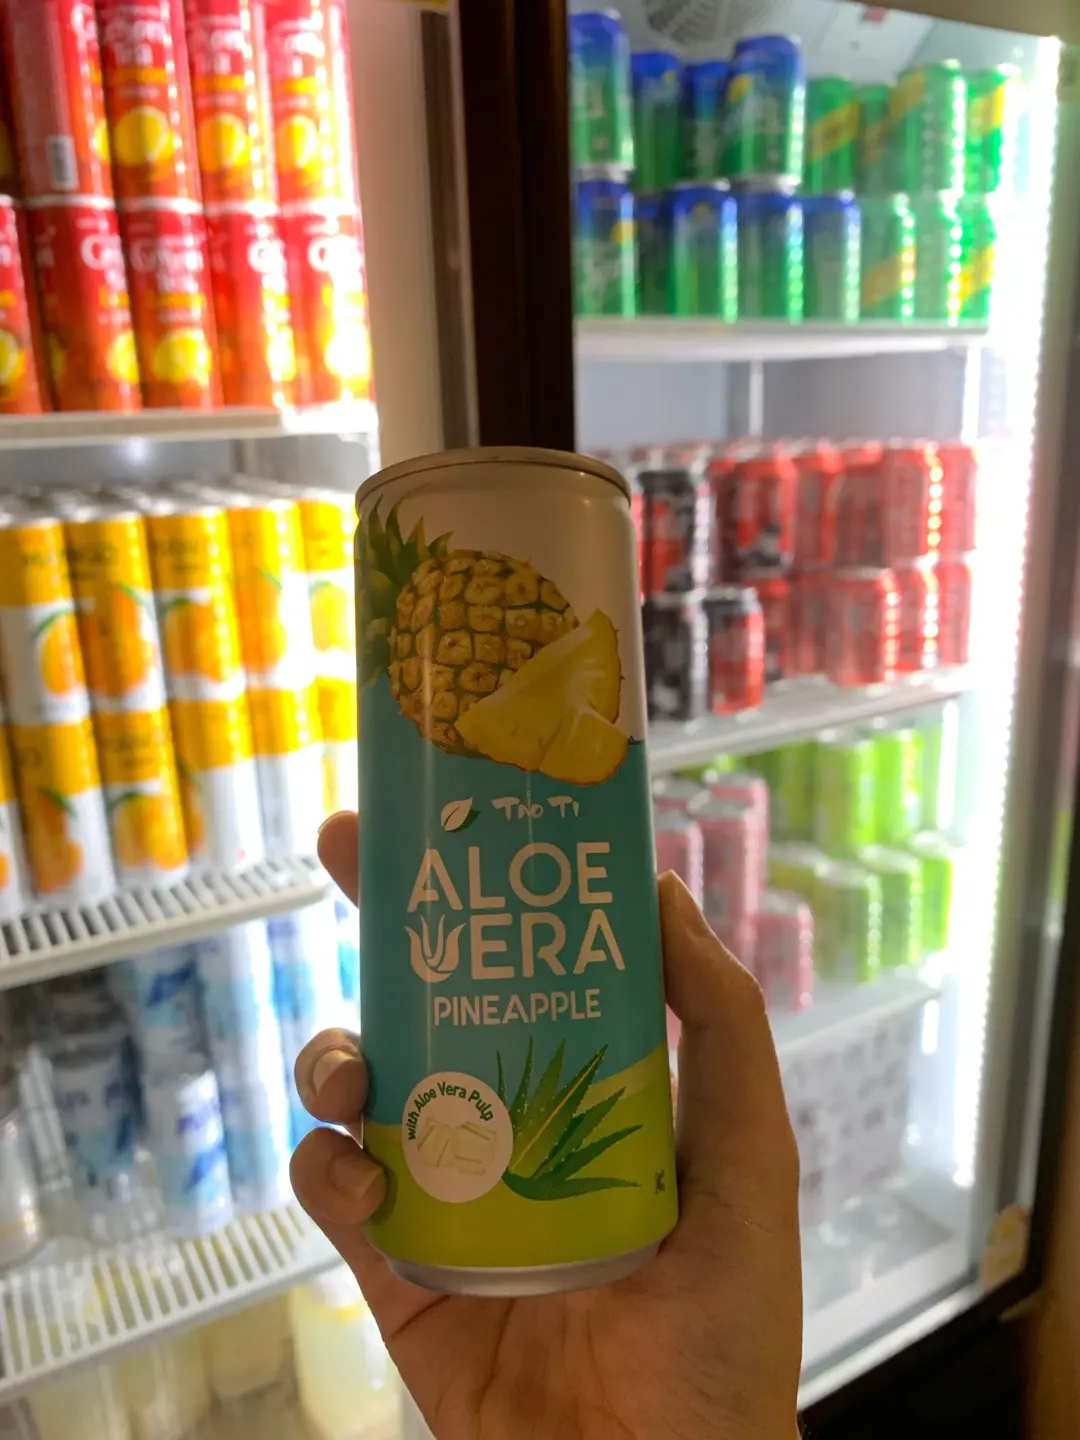 Tao Ti
ALOE
VERA
PINEAPPLE
with Aloe Vera Pulp